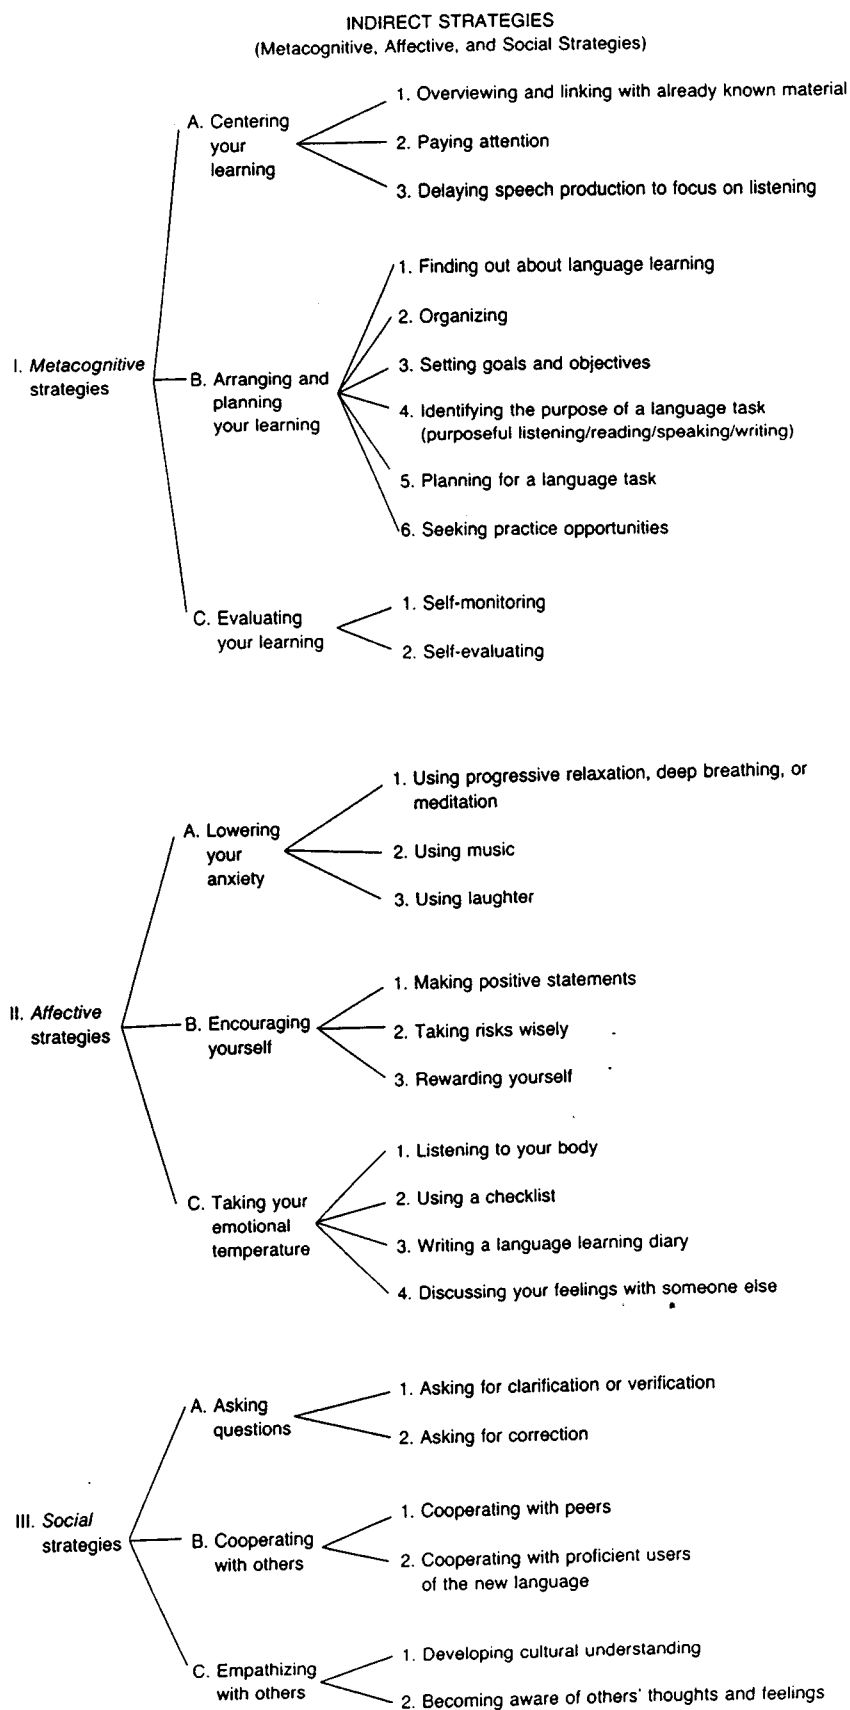 INDIRECT STRATEGIES
(Metacognitive, Affective, and Social Strategies)
I. Metacognitive
strategies
A. Centering
your
learning
1. Overviewing and linking with already known material
2. Paying attention
3. Delaying speech production to focus on listening
B. Arranging and
planning
your learning
1. Finding out about language learning
2. Organizing
3. Setting goals and objectives
4. Identifying the purpose of a language task
(purposeful listening/reading/speaking/writing)
5. Planning for a language task
6. Seeking practice opportunities
C. Evaluating
your learning
1. Self-monitoring
2. Self-evaluating
II. Affective
strategies
A. Lowering
your
anxiety
1. Using progressive relaxation, deep breathing, or
meditation
2. Using music
3. Using laughter
B. Encouraging
yourself
1. Making positive statements
2. Taking risks wisely
3. Rewarding yourself
C. Taking your
emotional
temperature
1. Listening to your body
2. Using a checklist
3. Writing a language learning diary
4. Discussing your feelings with someone else
III. Social
strategies
A. Asking
questions
1. Asking for clarification or verification
2. Asking for correction
B. Cooperating
with others
1. Cooperating with peers
2. Cooperating with proficient users
of the new language
C. Empathizing
with others
1. Developing cultural understanding
2. Becoming aware of others' thoughts and feelings